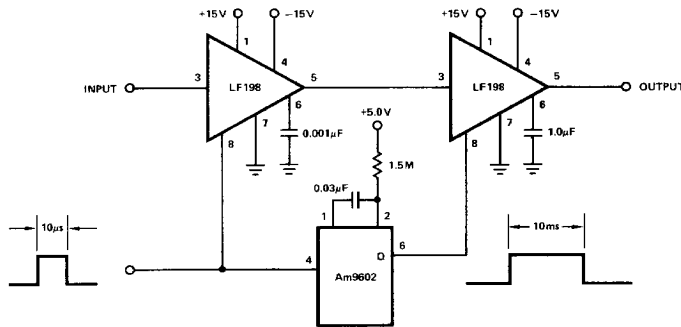 +15V
–15V
+15V
–15V
1
4
1
4
INPUT
3
LF198
5
3
LF198
5
OUTPUT
6
6
7
7
8
0.001µF
+5.0V
8
1.0µF
1.5M
0.03µF
10µs
1
2
10ms
4
Q
6
Am9602